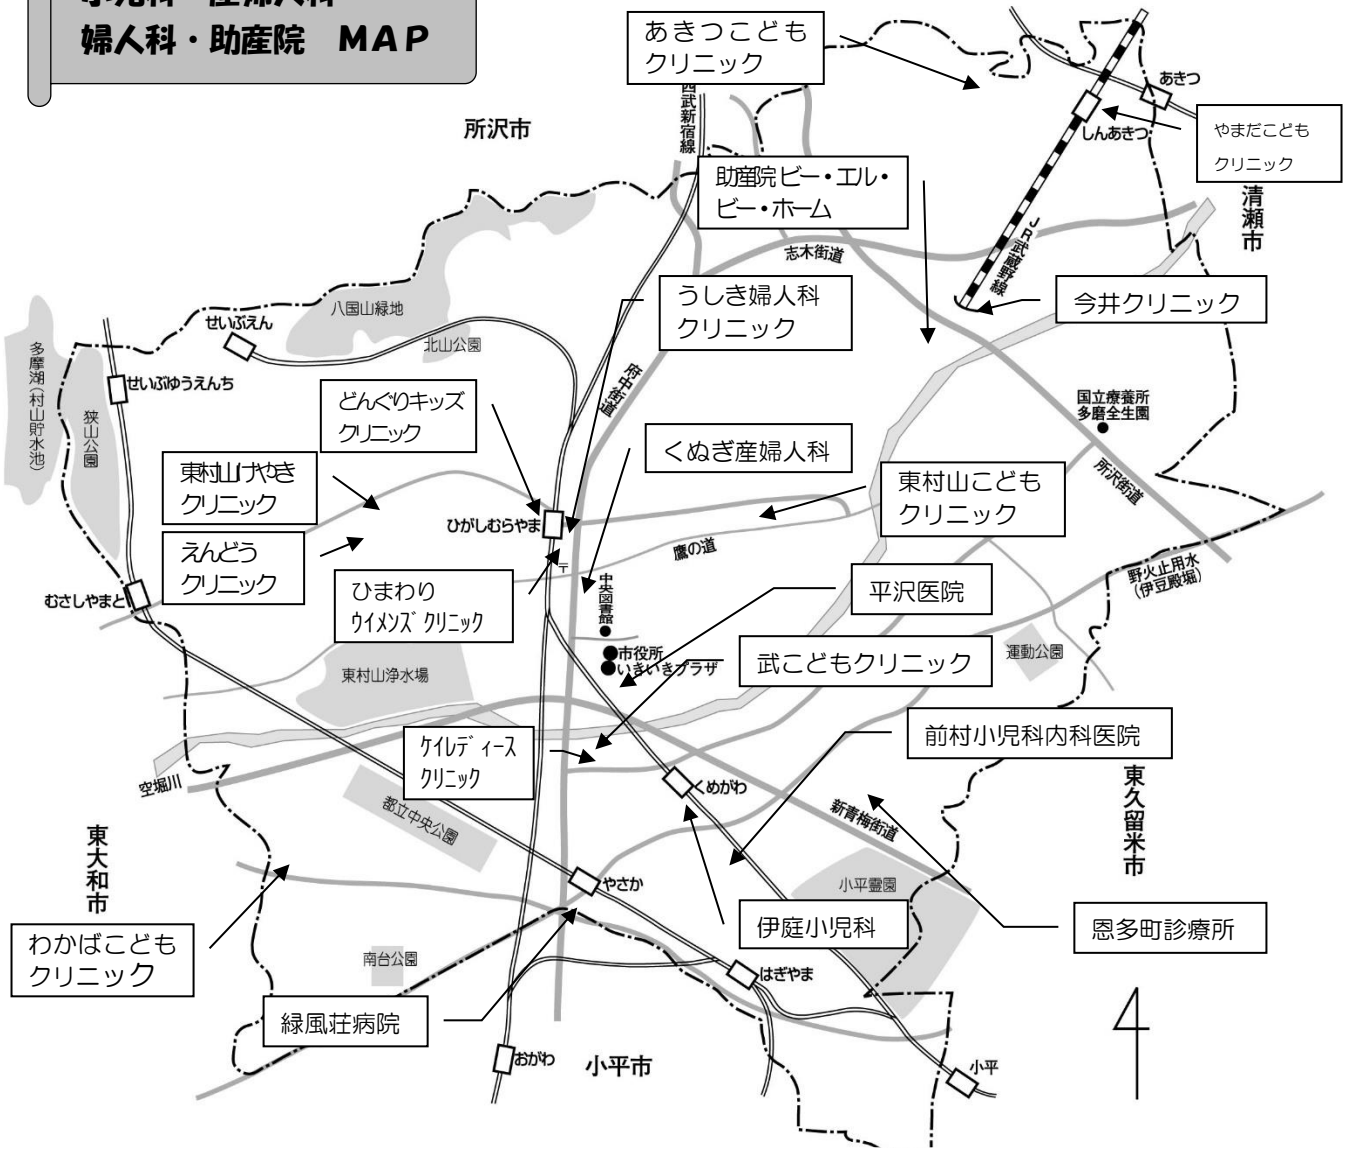 婦人科・助産院　MAP
あきつこども
クリニック
あきつ
しんあきつ
やまだこども
クリニック
所沢市
西武新宿線
助産院ビー・エル・
ビー・ホーム
清瀬市
志木街道
JR武蔵野線
八国山緑地
うしき婦人科
クリニック
今井クリニック
せいぶえん
北山公園
多摩湖(村山貯水池)
せいぶゆうえんち
狭山公園
どんぐりキッズ
クリニック
府中街道
国立療養所
多磨全生園
東村山けやき
クリニック
くぬぎ産婦人科
東村山こども
クリニック
所沢街道
ひがしむらやま
えんどう
クリニック
鷹の道
〒
むさしやまと
ひまわり
ウイメンズクリニック
中央図書館
平沢医院
野火止用水
(伊豆殿堀)
市役所
いきいきプラザ
武こどもクリニック
運動公園
東村山浄水場
ケイレディース
クリニック
前村小児科内科医院
空堀川
くめがわ
都立中央公園
新青梅街道
東久留米市
東大和市
やさか
小平霊園
わかばこども
クリニック
伊庭小児科
恩多町診療所
南台公園
はぎやま
緑風荘病院
おがわ
小平市
小平